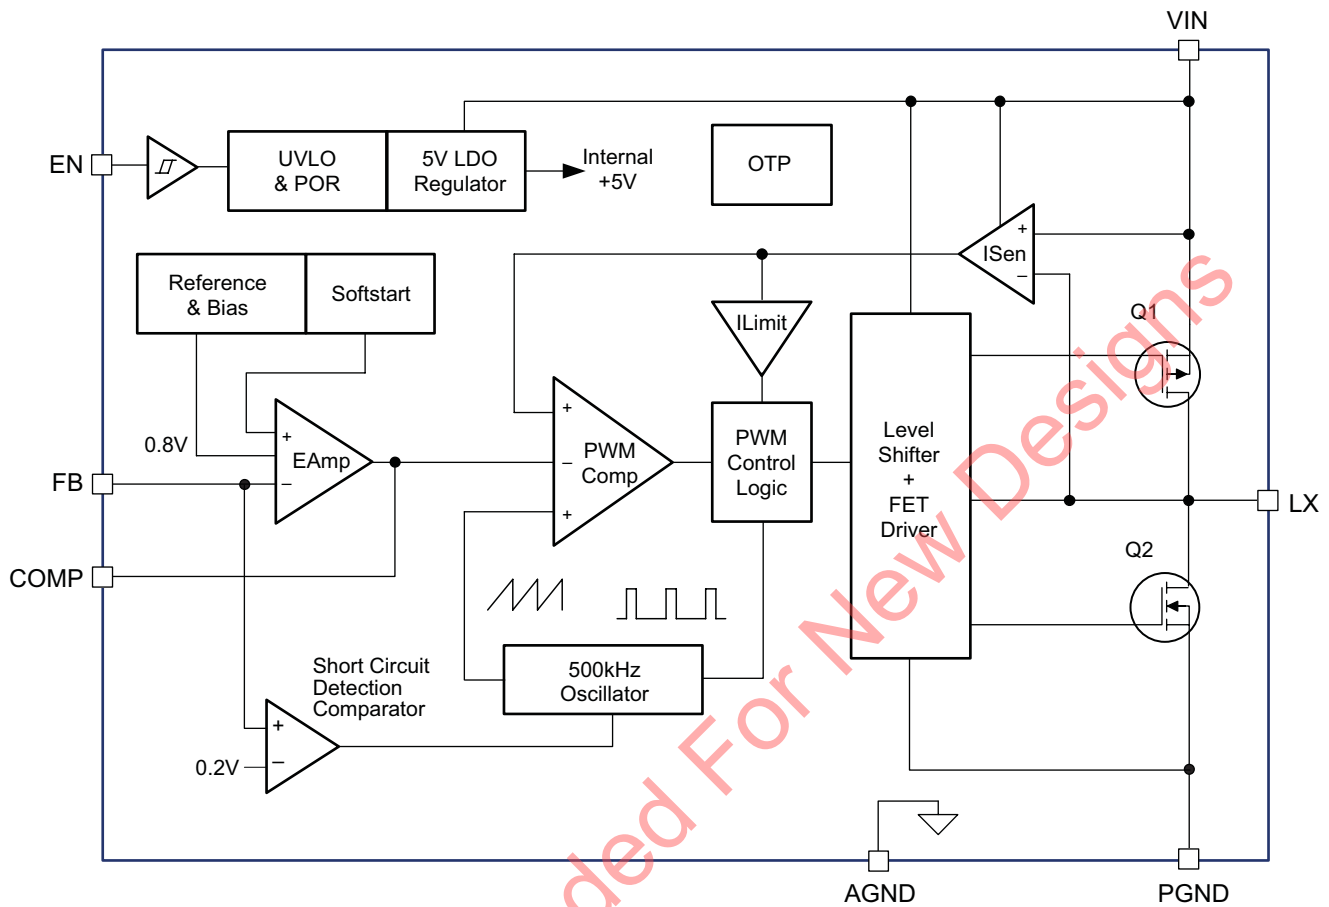 VIN
EN
UVLO
& POR
5V LDO
Regulator
Internal
+5V
OTP
Reference
& Bias
Softstart
+
ISen
−
ILimit
Q1
0.8V
+
EAmp
−
FB
+
PWM
−
Comp
+
PWM
Control
Logic
Level
Shifter
+
FET
Driver
LX
COMP
Q2
500kHz
Oscillator
Short Circuit
Detection
Comparator
+
0.2V
−
AGND
PGND
ded For New Designs